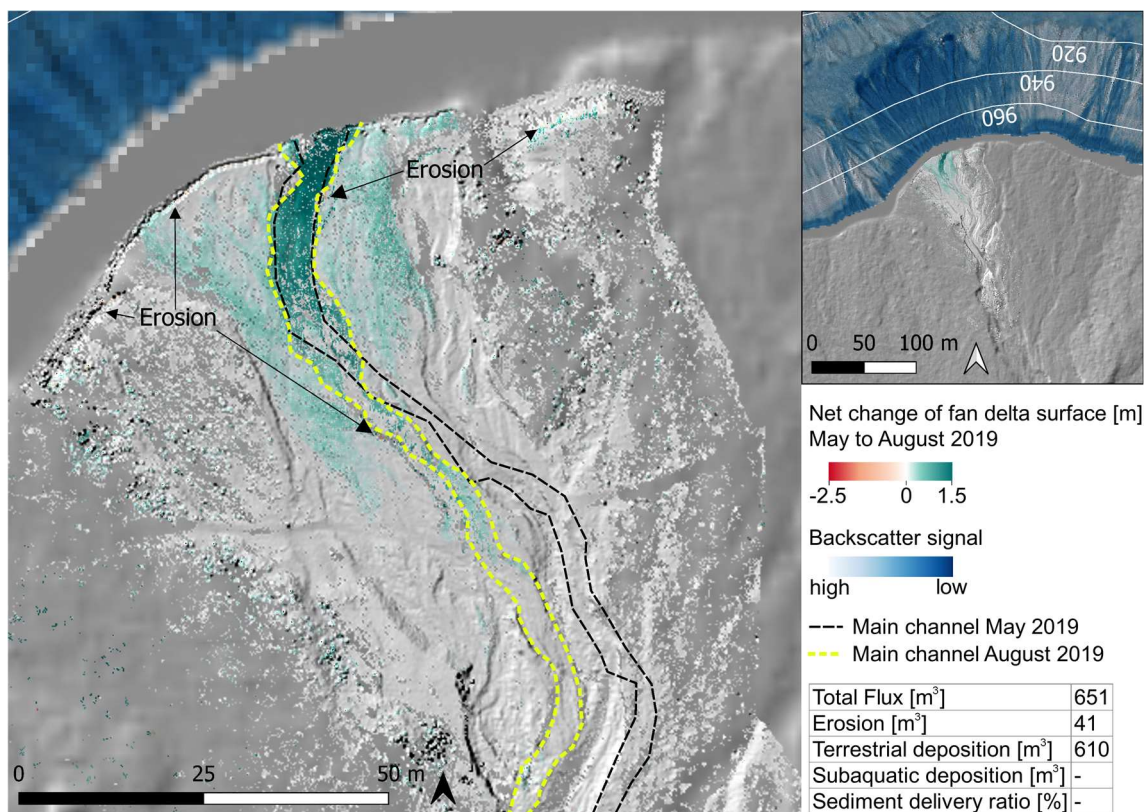 Erosion
Erosion
0 25 50 m
920
940
960
0 50 100 m
Net change of fan delta surface [m]
May to August 2019
-2.5 0 1.5
Backscatter signal
high low
Main channel May 2019
Main channel August 2019
Total Flux [m³] 651
Erosion [m³] 41
Terrestrial deposition [m³] 610
Subaquatic deposition [m³] -
Sediment delivery ratio [%] -